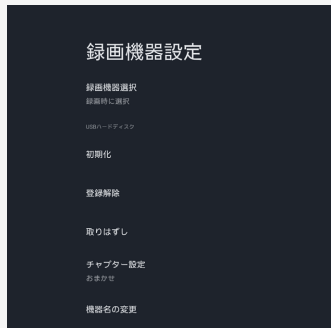 録画機器設定
録画機器選択
録画時に選択
USBハードディスク
初期化
登録解除
取りはずし
チャプター設定
おまかせ
機器名の変更